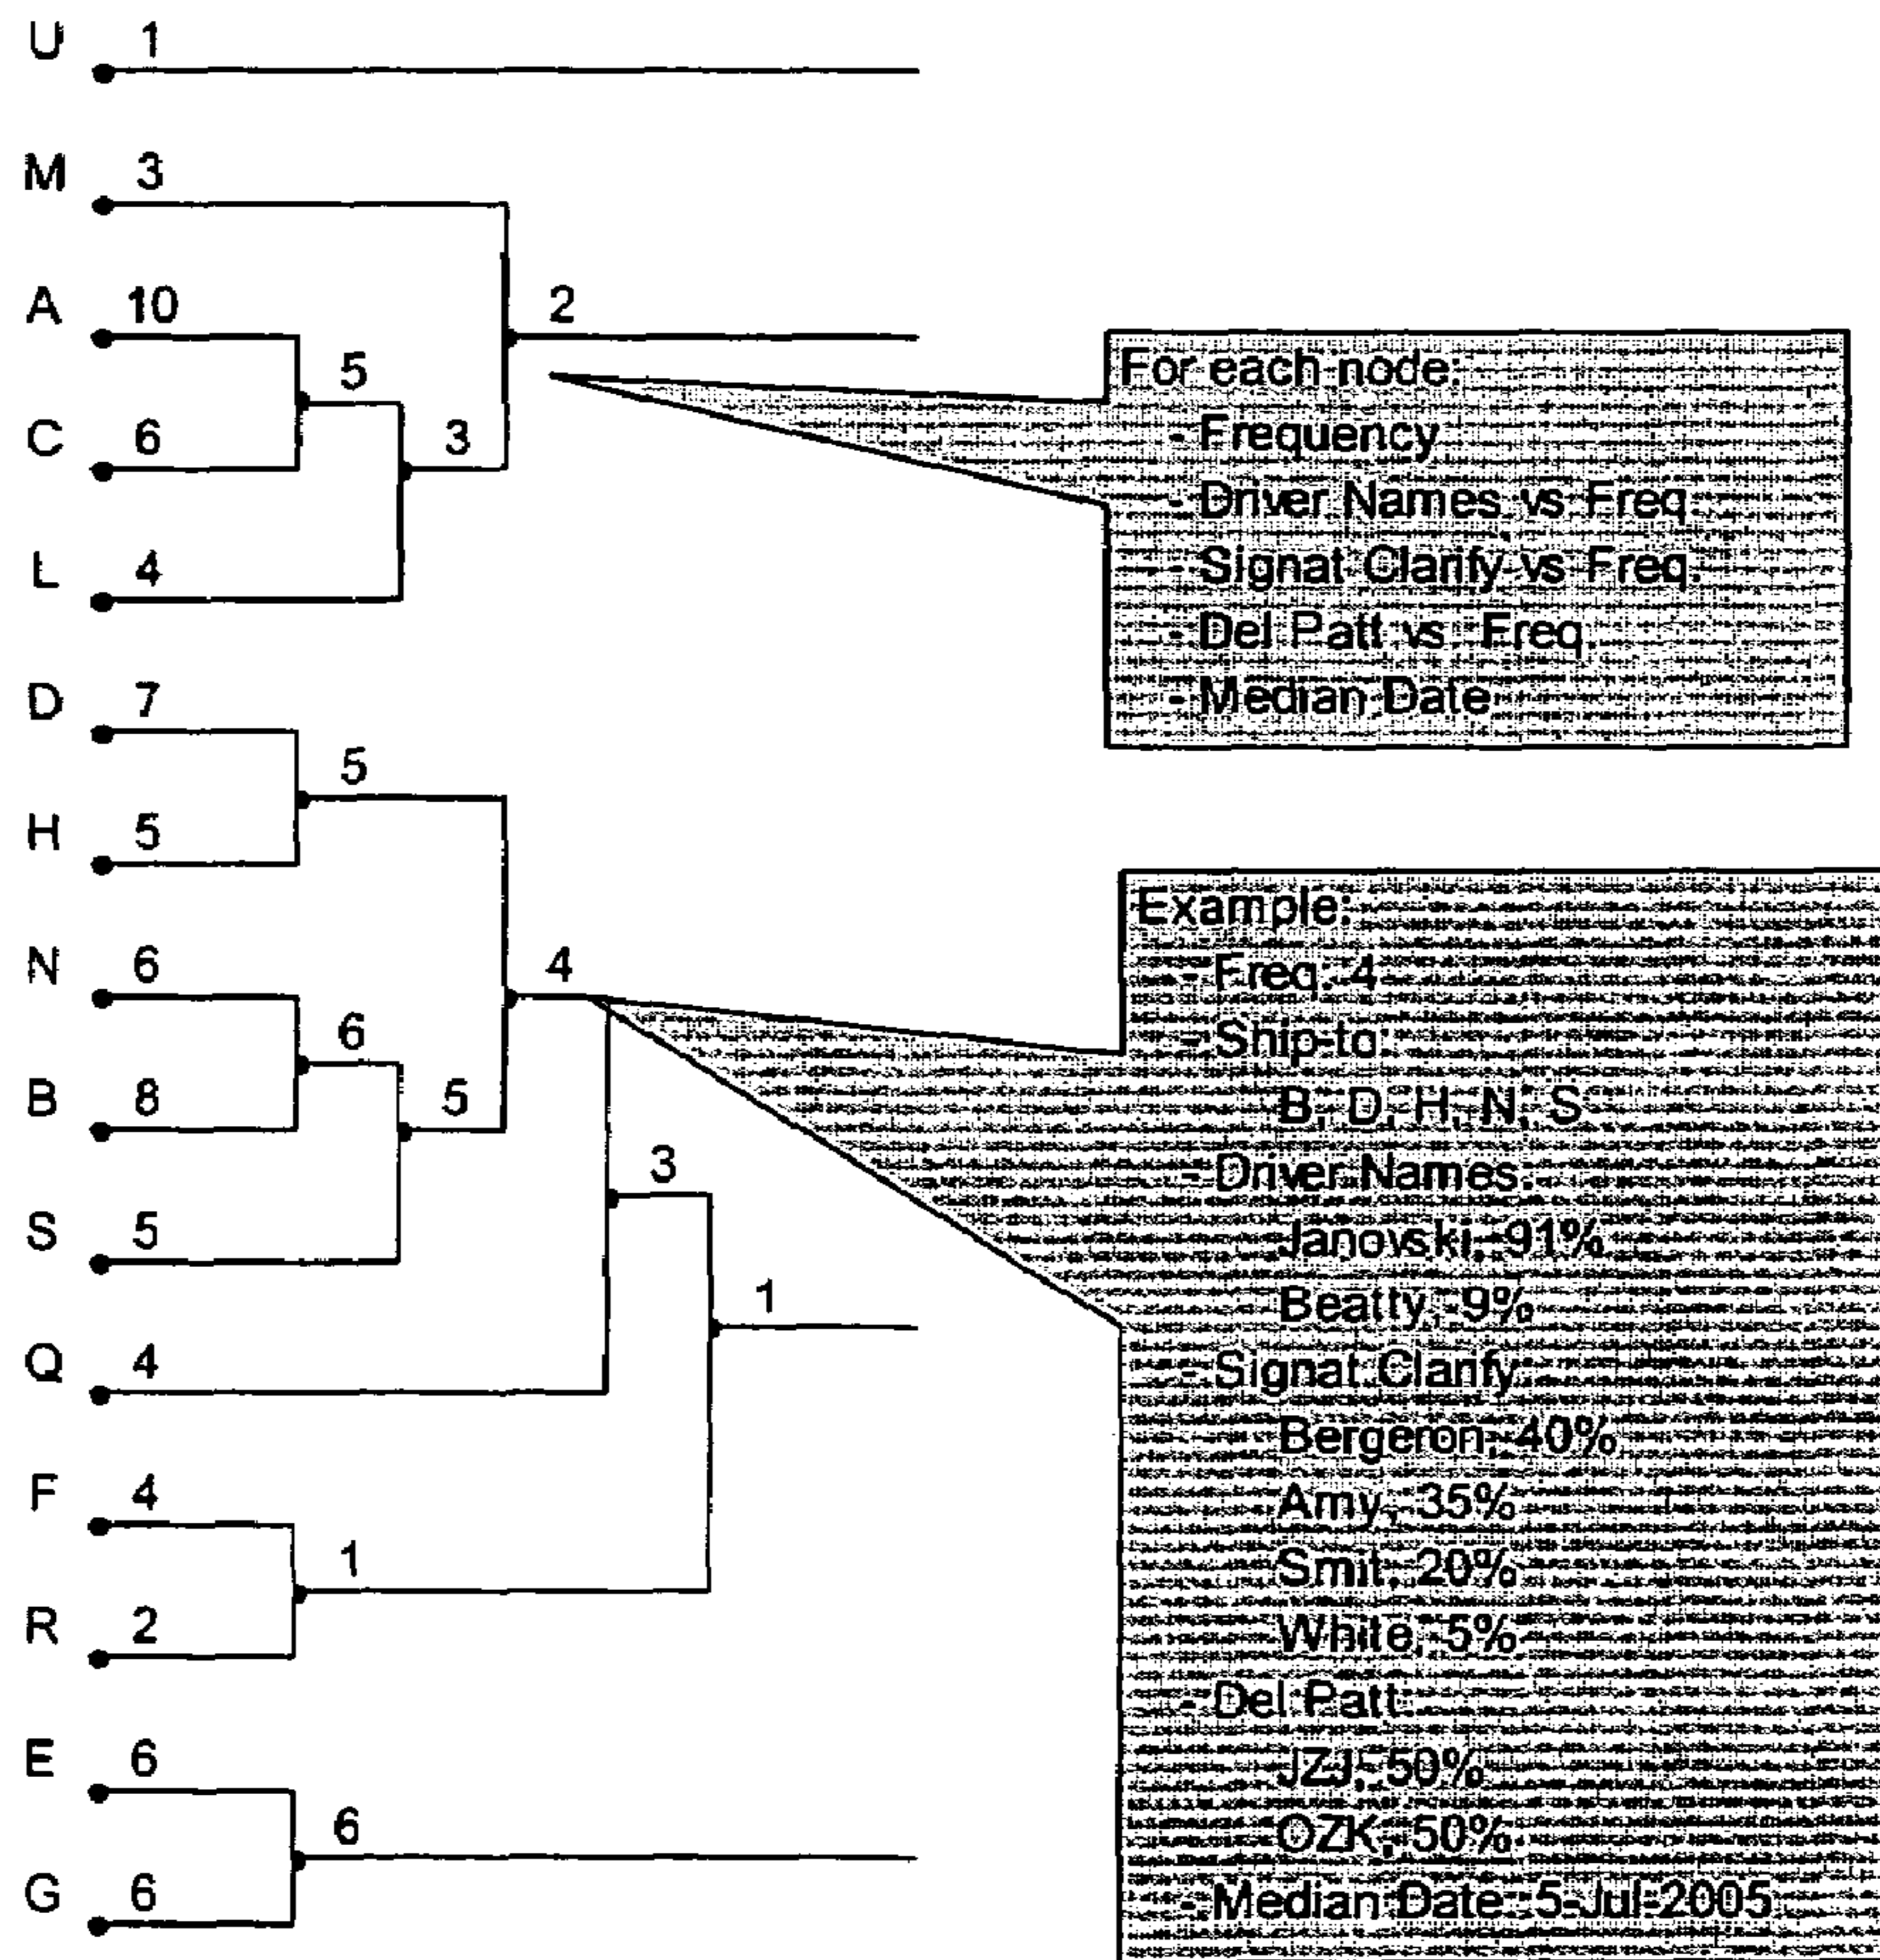 U 1
M 3
A 10
2
5
C 6
3
L 4
D 7
5
H 5
N 6
4
6
B 8
5
3
S 5
1
Q 4
F 4
1
R 2
E 6
6
G 6
For each node:
- Frequency
- Driver Names vs Freq.
- Signat Clarify vs Freq.
- Del Patt vs. Freq.
- Median Date
Example:
- Freq. 4
- Ship-to:
B, D, H, N, S
- Driver Names:
Janovski, 91%
Beatty, 9%
- Signat Clarify
Bergeron, 40%
Amy, 35%
Smit, 20%
White, 5%
- Del Patt.
JZJ, 50%
OZK, 50%
- Median Date: 5-Jul-2005